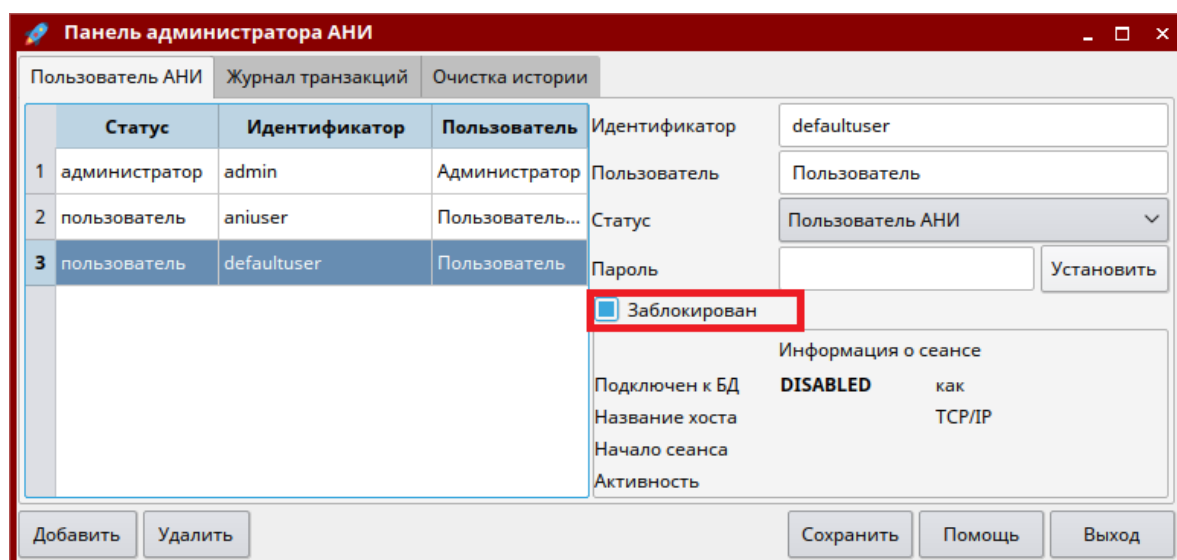 Панель администратора АНИ
Пользователь АНИ Журнал транзакций Очистка истории
Статус Идентификатор Пользователь
1 администратор admin Администратор
2 пользователь aniuser Пользователь...
3 пользователь defaultuser Пользователь
Идентификатор defaultuser
Пользователь Пользователь
Статус Пользователь АНИ
Пароль Установить
Заблокирован
Информация о сеансе
Подключен к БД DISABLED как
Название хоста TCP/IP
Начало сеанса
Активность
Добавить Удалить Сохранить Помощь Выход